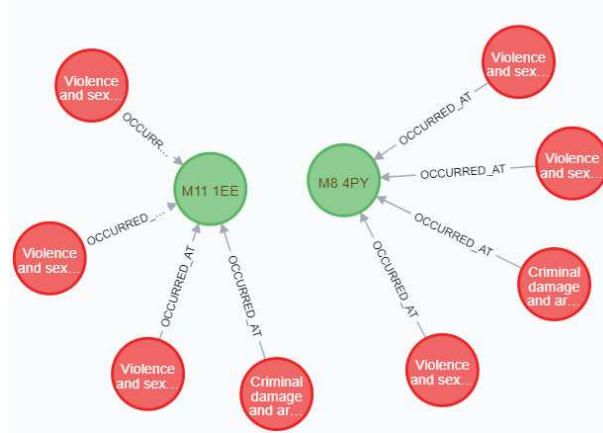 Violence
and sex...
OCCURR...
M11 1EE
Violence
and sex...
OCCURRED_...
Violence
and sex...
OCCURRED_AT
Criminal
damage
and ar...
OCCURRED_AT
Violence
and sex...
OCCURRED_AT
M8 4PY
Violence
and sex...
OCCURRED_AT
Criminal
damage
and ar...
OCCURRED_AT
Violence
and sex...
OCCURRED_AT